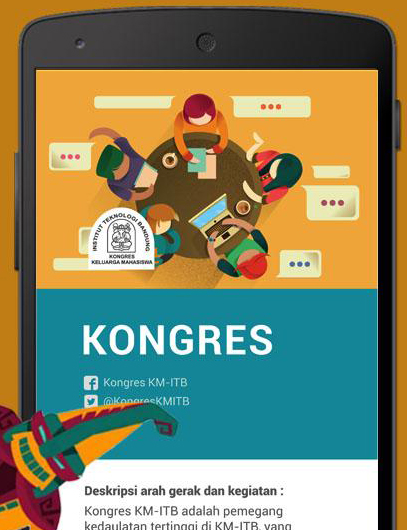 INSTITUT TEKNOLOGI BANDUNG
KONGRES
KELUARGA MAHASISWA
KONGRES
Kongres KM-ITB
@KongresKMITB
Deskripsi arah gerak dan kegiatan :
Kongres KM-ITB adalah pemegang
kedaulatan tertinggi di KM-ITB, yang